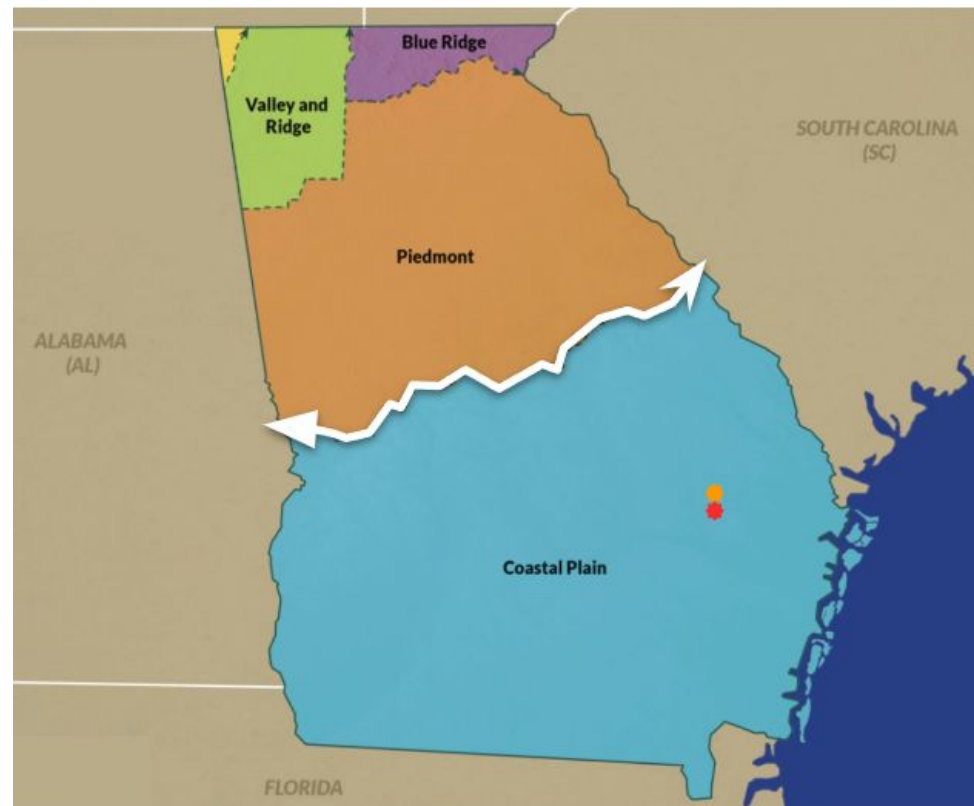 Blue Ridge
Valley and
Ridge
SOUTH CAROLINA
(SC)
Piedmont
ALABAMA
(AL)
Coastal Plain
FLORIDA